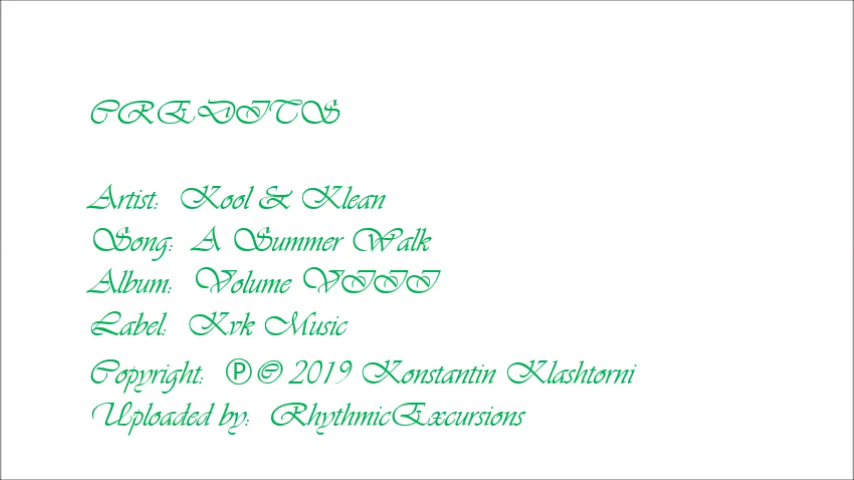 CREDITS
Artist: Kool & Klean
Song: A Summer Walk
Album: Volume VIII
Label: Kvk Music
Copyright: ℗© 2019 Konstantin Klashtorni
Uploaded by: RhythmicExcursions